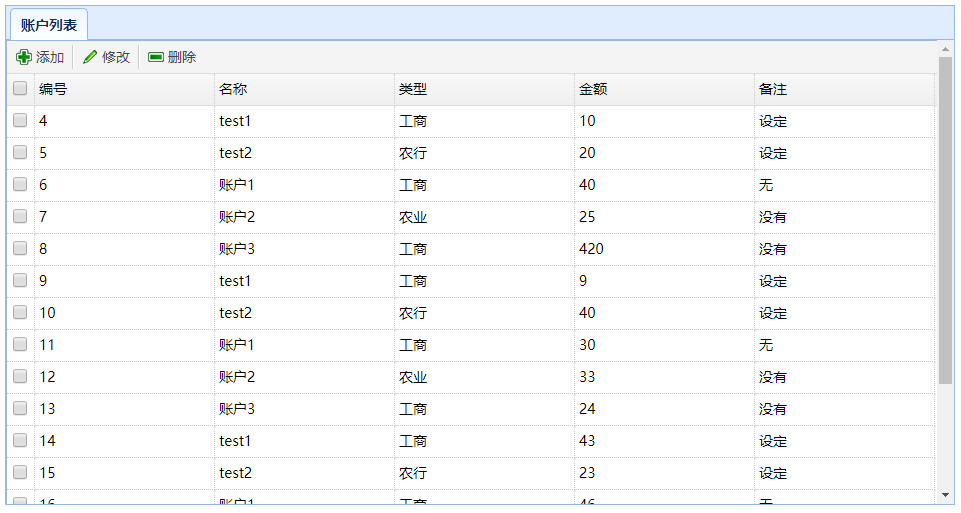 账户列表
添加 修改 删除
编号 名称 类型 金额 备注
4 test1 工商 10 设定
5 test2 农行 20 设定
6 账户1 工商 40 无
7 账户2 农业 25 没有
8 账户3 工商 420 没有
9 test1 工商 9 设定
10 test2 农行 40 设定
11 账户1 工商 30 无
12 账户2 农业 33 没有
13 账户3 工商 24 没有
14 test1 工商 43 设定
15 test2 农行 23 设定
16 账户1 工商 46 无